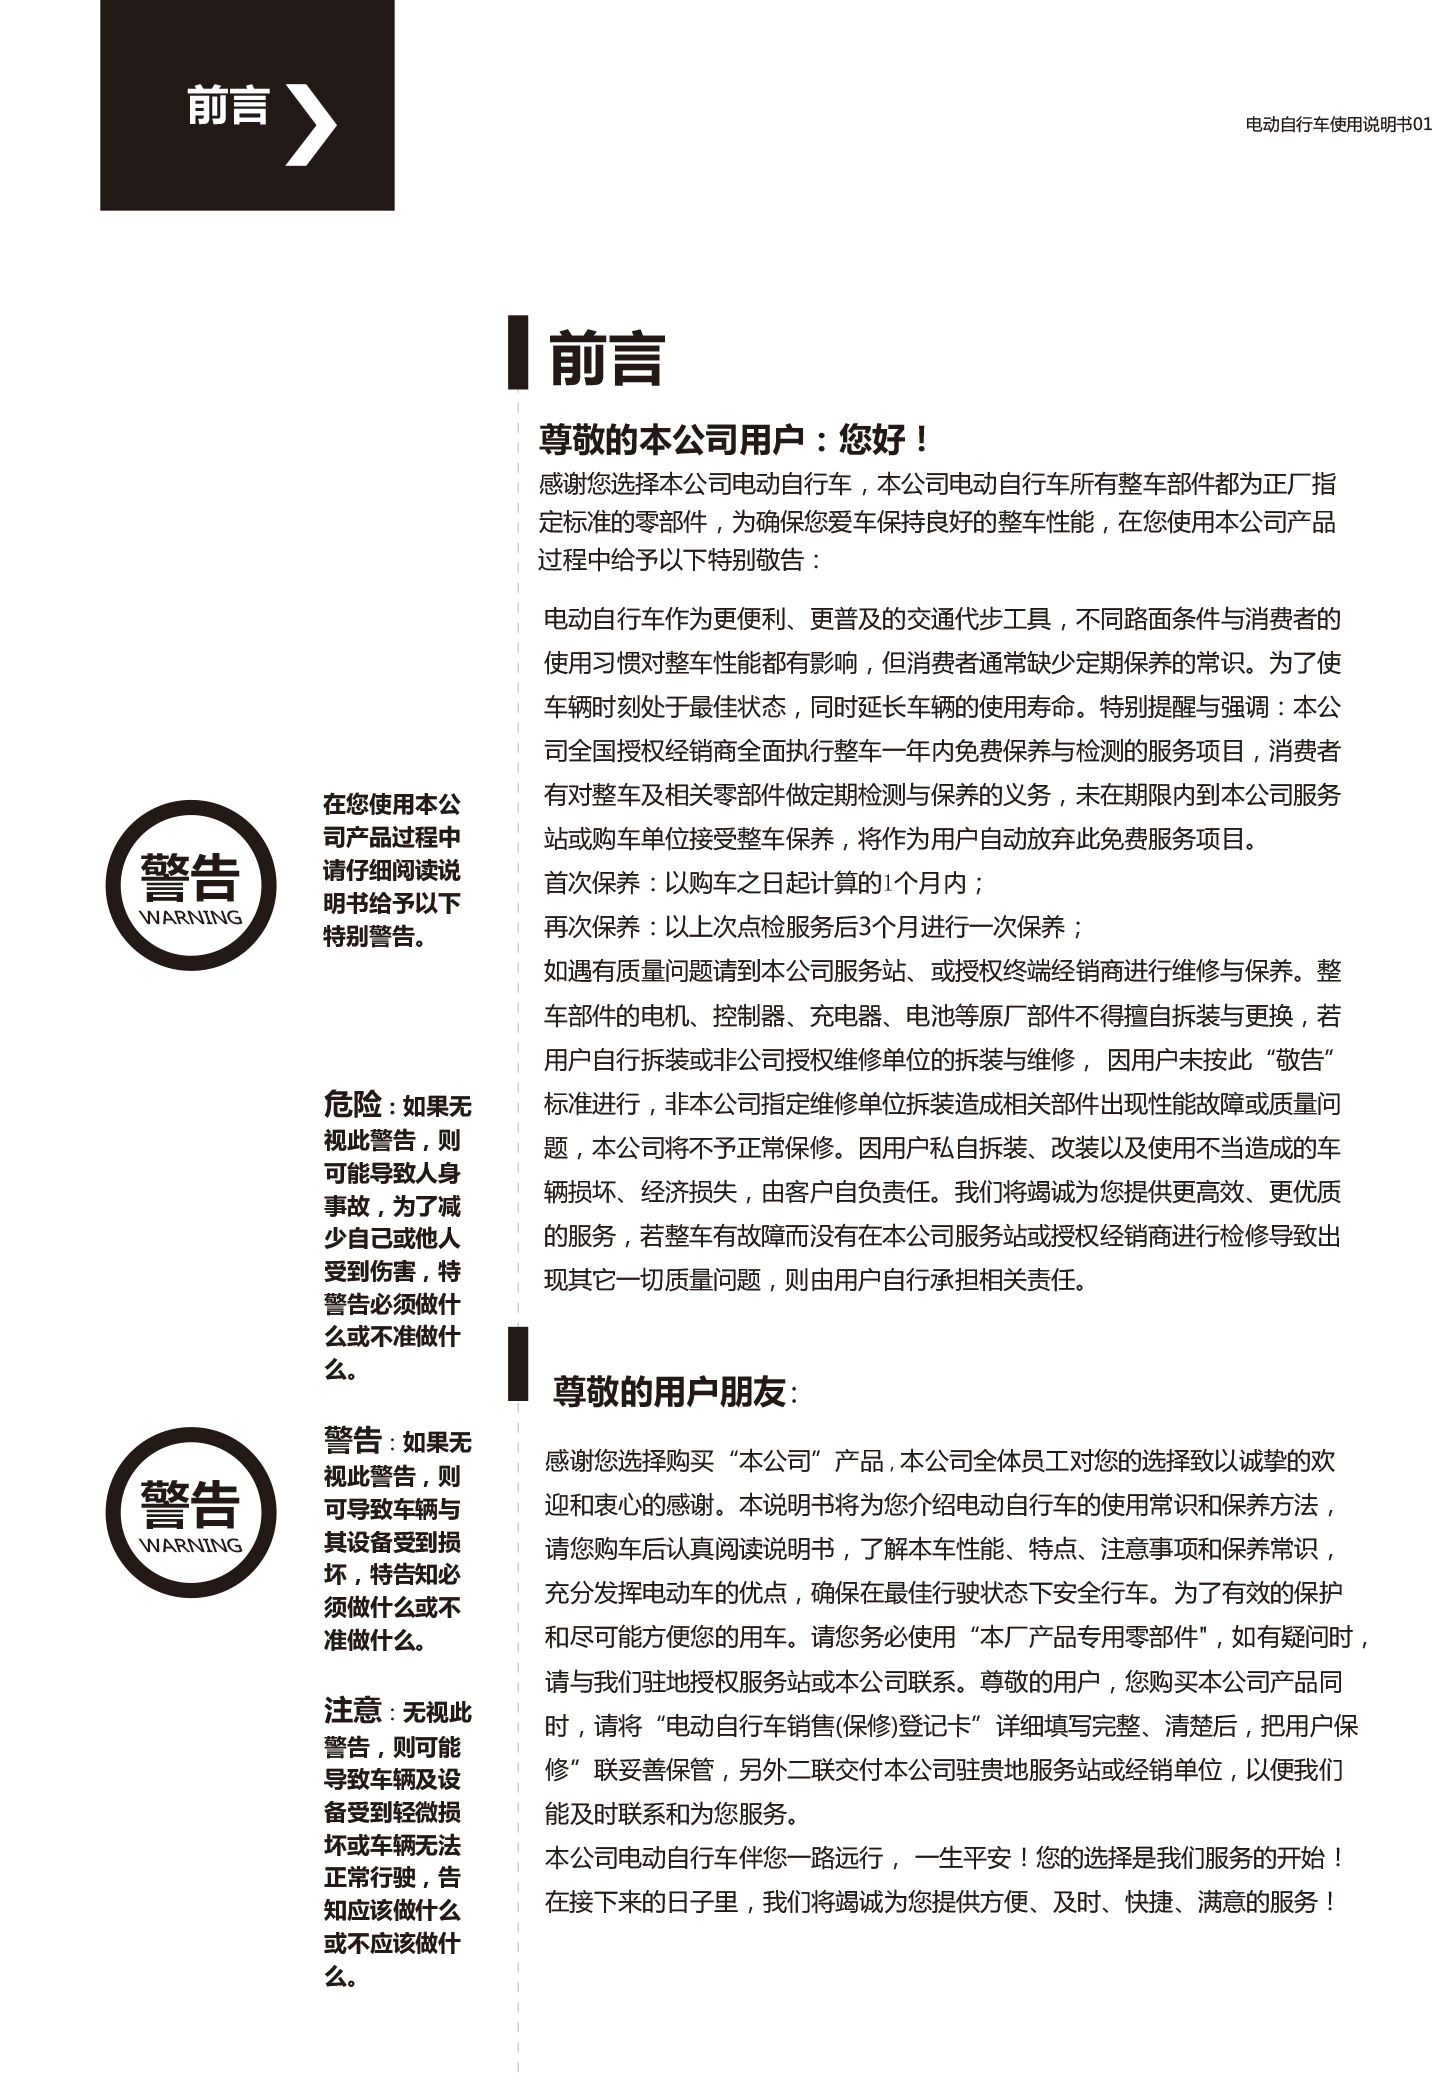 前言
电动自行车使用说明书01
前言
尊敬的本公司用户：您好！
感谢您选择本公司电动自行车，本公司电动自行车所有整车部件都为正厂指
定标准的零部件，为确保您爱车保持良好的整车性能，在您使用本公司产品
过程中给予以下特别敬告：
电动自行车作为更便利、更普及的交通代步工具，不同路面条件与消费者的
使用习惯对整车性能都有影响，但消费者通常缺少定期保养的常识。为了使
车辆时刻处于最佳状态，同时延长车辆的使用寿命。特别提醒与强调：本公
司全国授权经销商全面执行整车一年内免费保养与检测的服务项目，消费者
有对整车及相关零部件做定期检测与保养的义务，未在期限内到本公司服务
站或购车单位接受整车保养，将作为用户自动放弃此免费服务项目。
首次保养：以购车之日起计算的1个月内；
再次保养：以上次点检服务后3个月进行一次保养；
如遇有质量问题请到本公司服务站、或授权终端经销商进行维修与保养。整
车部件的电机、控制器、充电器、电池等原厂部件不得擅自拆装与更换，若
用户自行拆装或非公司授权维修单位的拆装与维修， 因用户未按此“敬告”
标准进行，非本公司指定维修单位拆装造成相关部件出现性能故障或质量问
题，本公司将不予正常保修。因用户私自拆装、改装以及使用不当造成的车
辆损坏、经济损失，由客户自负责任。我们将竭诚为您提供更高效、更优质
的服务，若整车有故障而没有在本公司服务站或授权经销商进行检修导致出
现其它一切质量问题，则由用户自行承担相关责任。
警告
WARNING
在您使用本公
司产品过程中
请仔细阅读说
明书给予以下
特别警告。
危险：如果无
视此警告，则
可能导致人身
事故，为了减
少自己或他人
受到伤害，特
警告必须做什
么或不准做什
么。
警告
WARNING
警告：如果无
视此警告，则
可导致车辆与
其设备受到损
坏，特告知必
须做什么或不
准做什么。
注意：无视此
警告，则可能
导致车辆及设
备受到轻微损
坏或车辆无法
正常行驶，告
知应该做什么
或不应该做什
么。
尊敬的用户朋友：
感谢您选择购买“本公司”产品,本公司全体员工对您的选择致以诚挚的欢
迎和衷心的感谢。本说明书将为您介绍电动自行车的使用常识和保养方法，
请您购车后认真阅读说明书，了解本车性能、特点、注意事项和保养常识，
充分发挥电动车的优点，确保在最佳行驶状态下安全行车。为了有效的保护
和尽可能方便您的用车。请您务必使用“本厂产品专用零部件"，如有疑问时，
请与我们驻地授权服务站或本公司联系。尊敬的用户，您购买本公司产品同
时，请将“电动自行车销售(保修)登记卡”详细填写完整、清楚后，把用户保
修”联妥善保管，另外二联交付本公司驻贵地服务站或经销单位，以便我们
能及时联系和为您服务。
本公司电动自行车伴您一路远行， 一生平安！您的选择是我们服务的开始！
在接下来的日子里，我们将竭诚为您提供方便、及时、快捷、满意的服务！